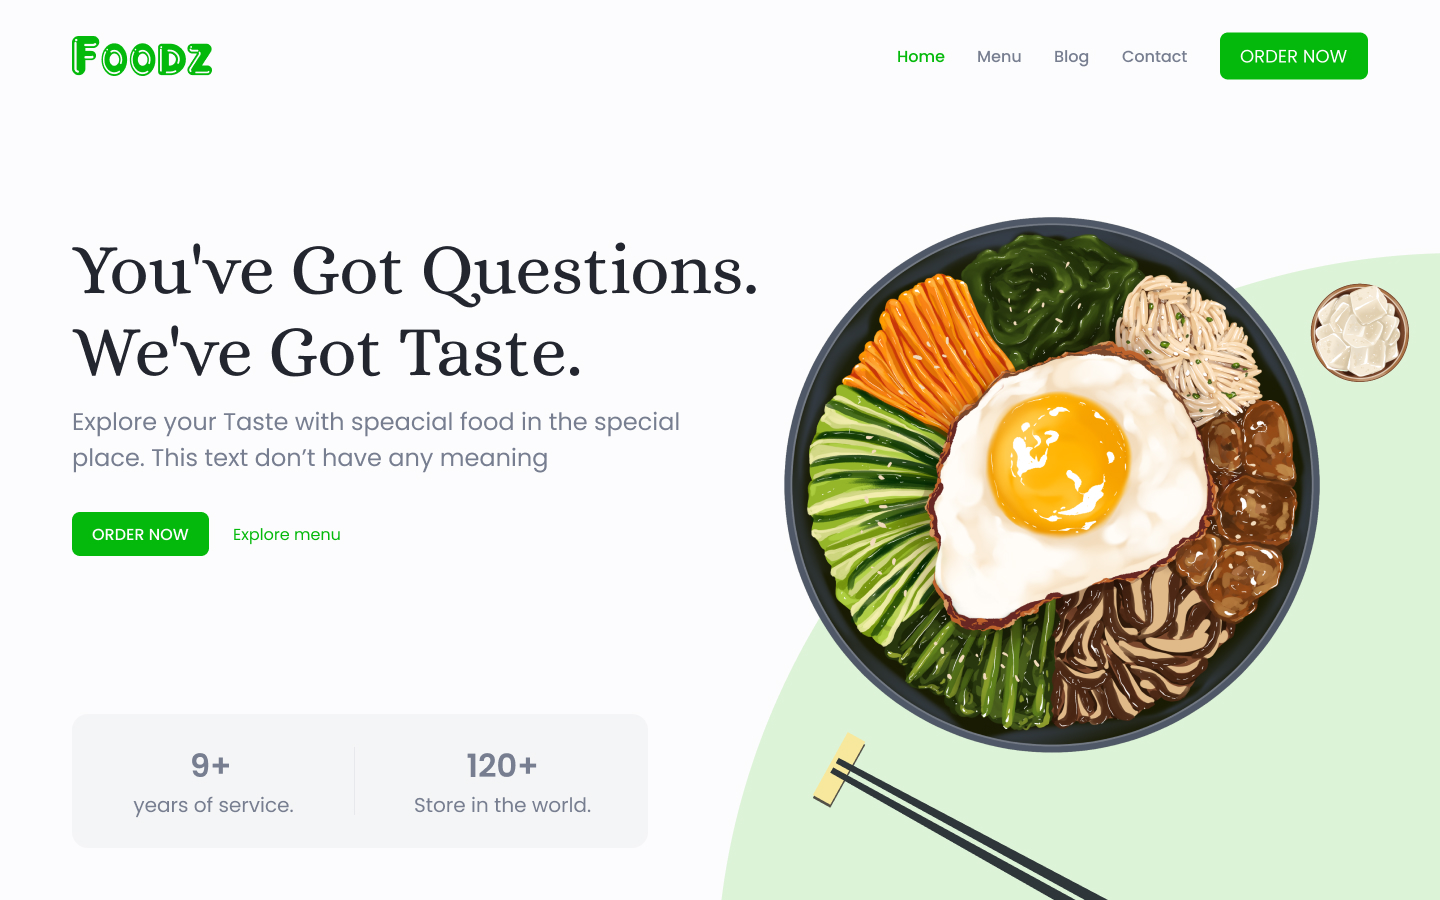 Foodz
Home Menu Blog Contact ORDER NOW
You've Got Questions.
We've Got Taste.
Explore your Taste with speacial food in the special
place. This text don’t have any meaning
ORDER NOW Explore menu
9+ 120+
years of service. Store in the world.